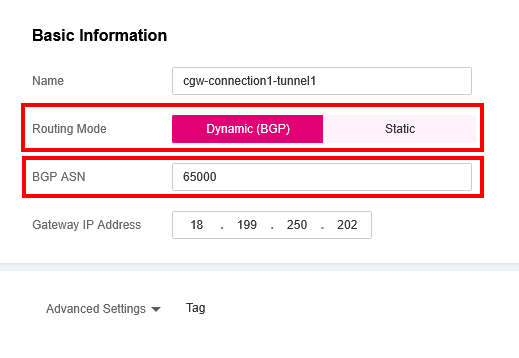 Basic Information
Name cgw-connection1-tunnel1
Routing Mode Dynamic (BGP) Static
BGP ASN 65000
Gateway IP Address 18 . 199 . 250 . 202
Advanced Settings Tag